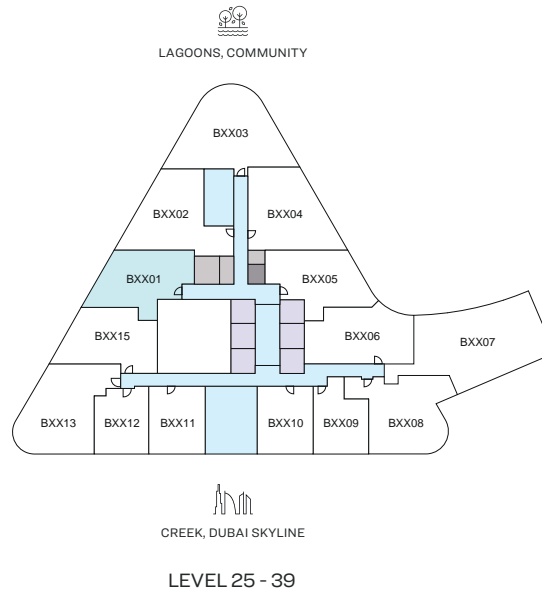 LAGOONS, COMMUNITY
BXX03
BXX02
BXX04
BXX01
BXX05
BXX15
BXX06
BXX07
BXX13
BXX12
BXX11
BXX10
BXX09
BXX08
CREEK, DUBAI SKYLINE
LEVEL 25 - 39